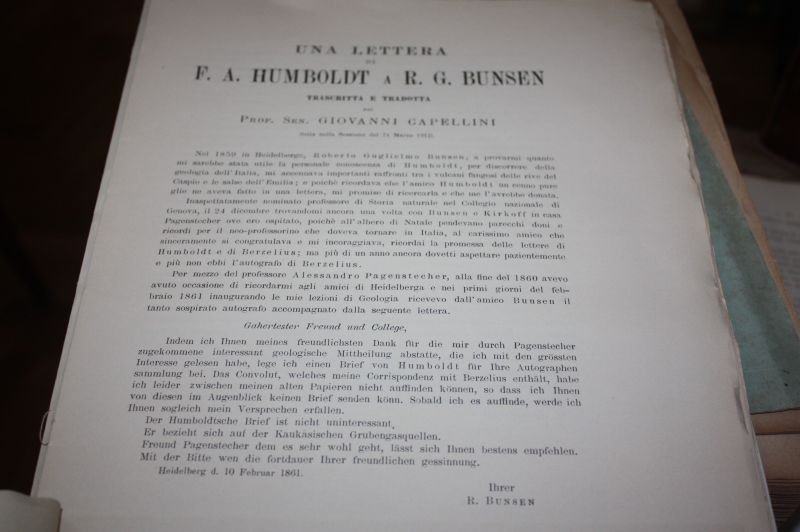 UNA LETTERA
DI
F. A. HUMBOLDT A R. G. BUNSEN
TRASCRITTA E TRADOTTA
DAL
PROF. SEN. GIOVANNI CAPELLINI
Nel 1859 in Heidelberga, Roberto Guglielmo Bunsen, a provarmi quanto
mi sarebbe stata utile la personale conoscenza di Humboldt, per discorrere della
geologia dell'Italia, mi accennava importanti raffronti tra i vulcani fangosi delle rive del
Caspio e le salse dell'Emilia; e poichè ricordava che l'amico Humboldt un cenno pure
glie ne aveva fatto in una lettera, mi promise di ricercarla e che me l'avrebbe donata.
Inaspettatamente nominato professore di Storia naturale nel Collegio nazionale di
Genova, il 24 dicembre trovandomi ancora una volta con Bunsen e Kirkoff in casa
Pagenstecher ove ero ospitato, poichè all'albero di Natale pendevano parecchi doni e
ricordi per il neo-professorino che doveva tornare in Italia, al carissimo amico che
sinceramente si congratulava e mi incoraggiava, ricordai la promessa delle lettere di
Humboldt e di Berzelius; ma più di un anno ancora dovetti aspettare pazientemente
e più non ebbi l'autografo di Berzelius.
Per mezzo del professore Alessandro Pagenstecher, alla fine del 1860 avevo
avuto occasione di ricordarmi agli amici di Heidelberga e nei primi giorni del feb-
braio 1861 inaugurando le mie lezioni di Geologia ricevevo dall'amico Bunsen il
tanto sospirato autografo accompagnato dalla seguente lettera.
Gahertester Freund und College,
Indem ich Ihnen meines freundlichsten Dank für die mir durch Pagenstecher
zugekommene interessant geologische Mittheilung abstatte, die ich mit den grössten
Interesse gelesen habe, lege ich einen Brief von Humboldt für Ihre Autographen
sammlung bei. Das Convolut, welches meine Corrispondenz mit Berzelius enthält, habe
ich leider zwischen meinen alten Papieren nicht auffinden können, so dass ich Ihnen
von diesen im Augenblick keinen Brief senden könn. Sobald ich es auffinde, werde ich
Ihnen sogleich mein Versprechen erfallen.
Der Humboldtsche Brief ist nicht uninteressant,
Er bezieht sich auf der Kaukäsischen Grubengasquellen.
Freund Pagenstecher dem es sehr wohl geht, lässt sich Ihnen bestens empfehlen.
Mit der Bitte wen die fortdauer Ihrer freundlichen gessinnung.
Heidelberg d. 10 Februar 1861.
Ihrer
R. BUNSEN